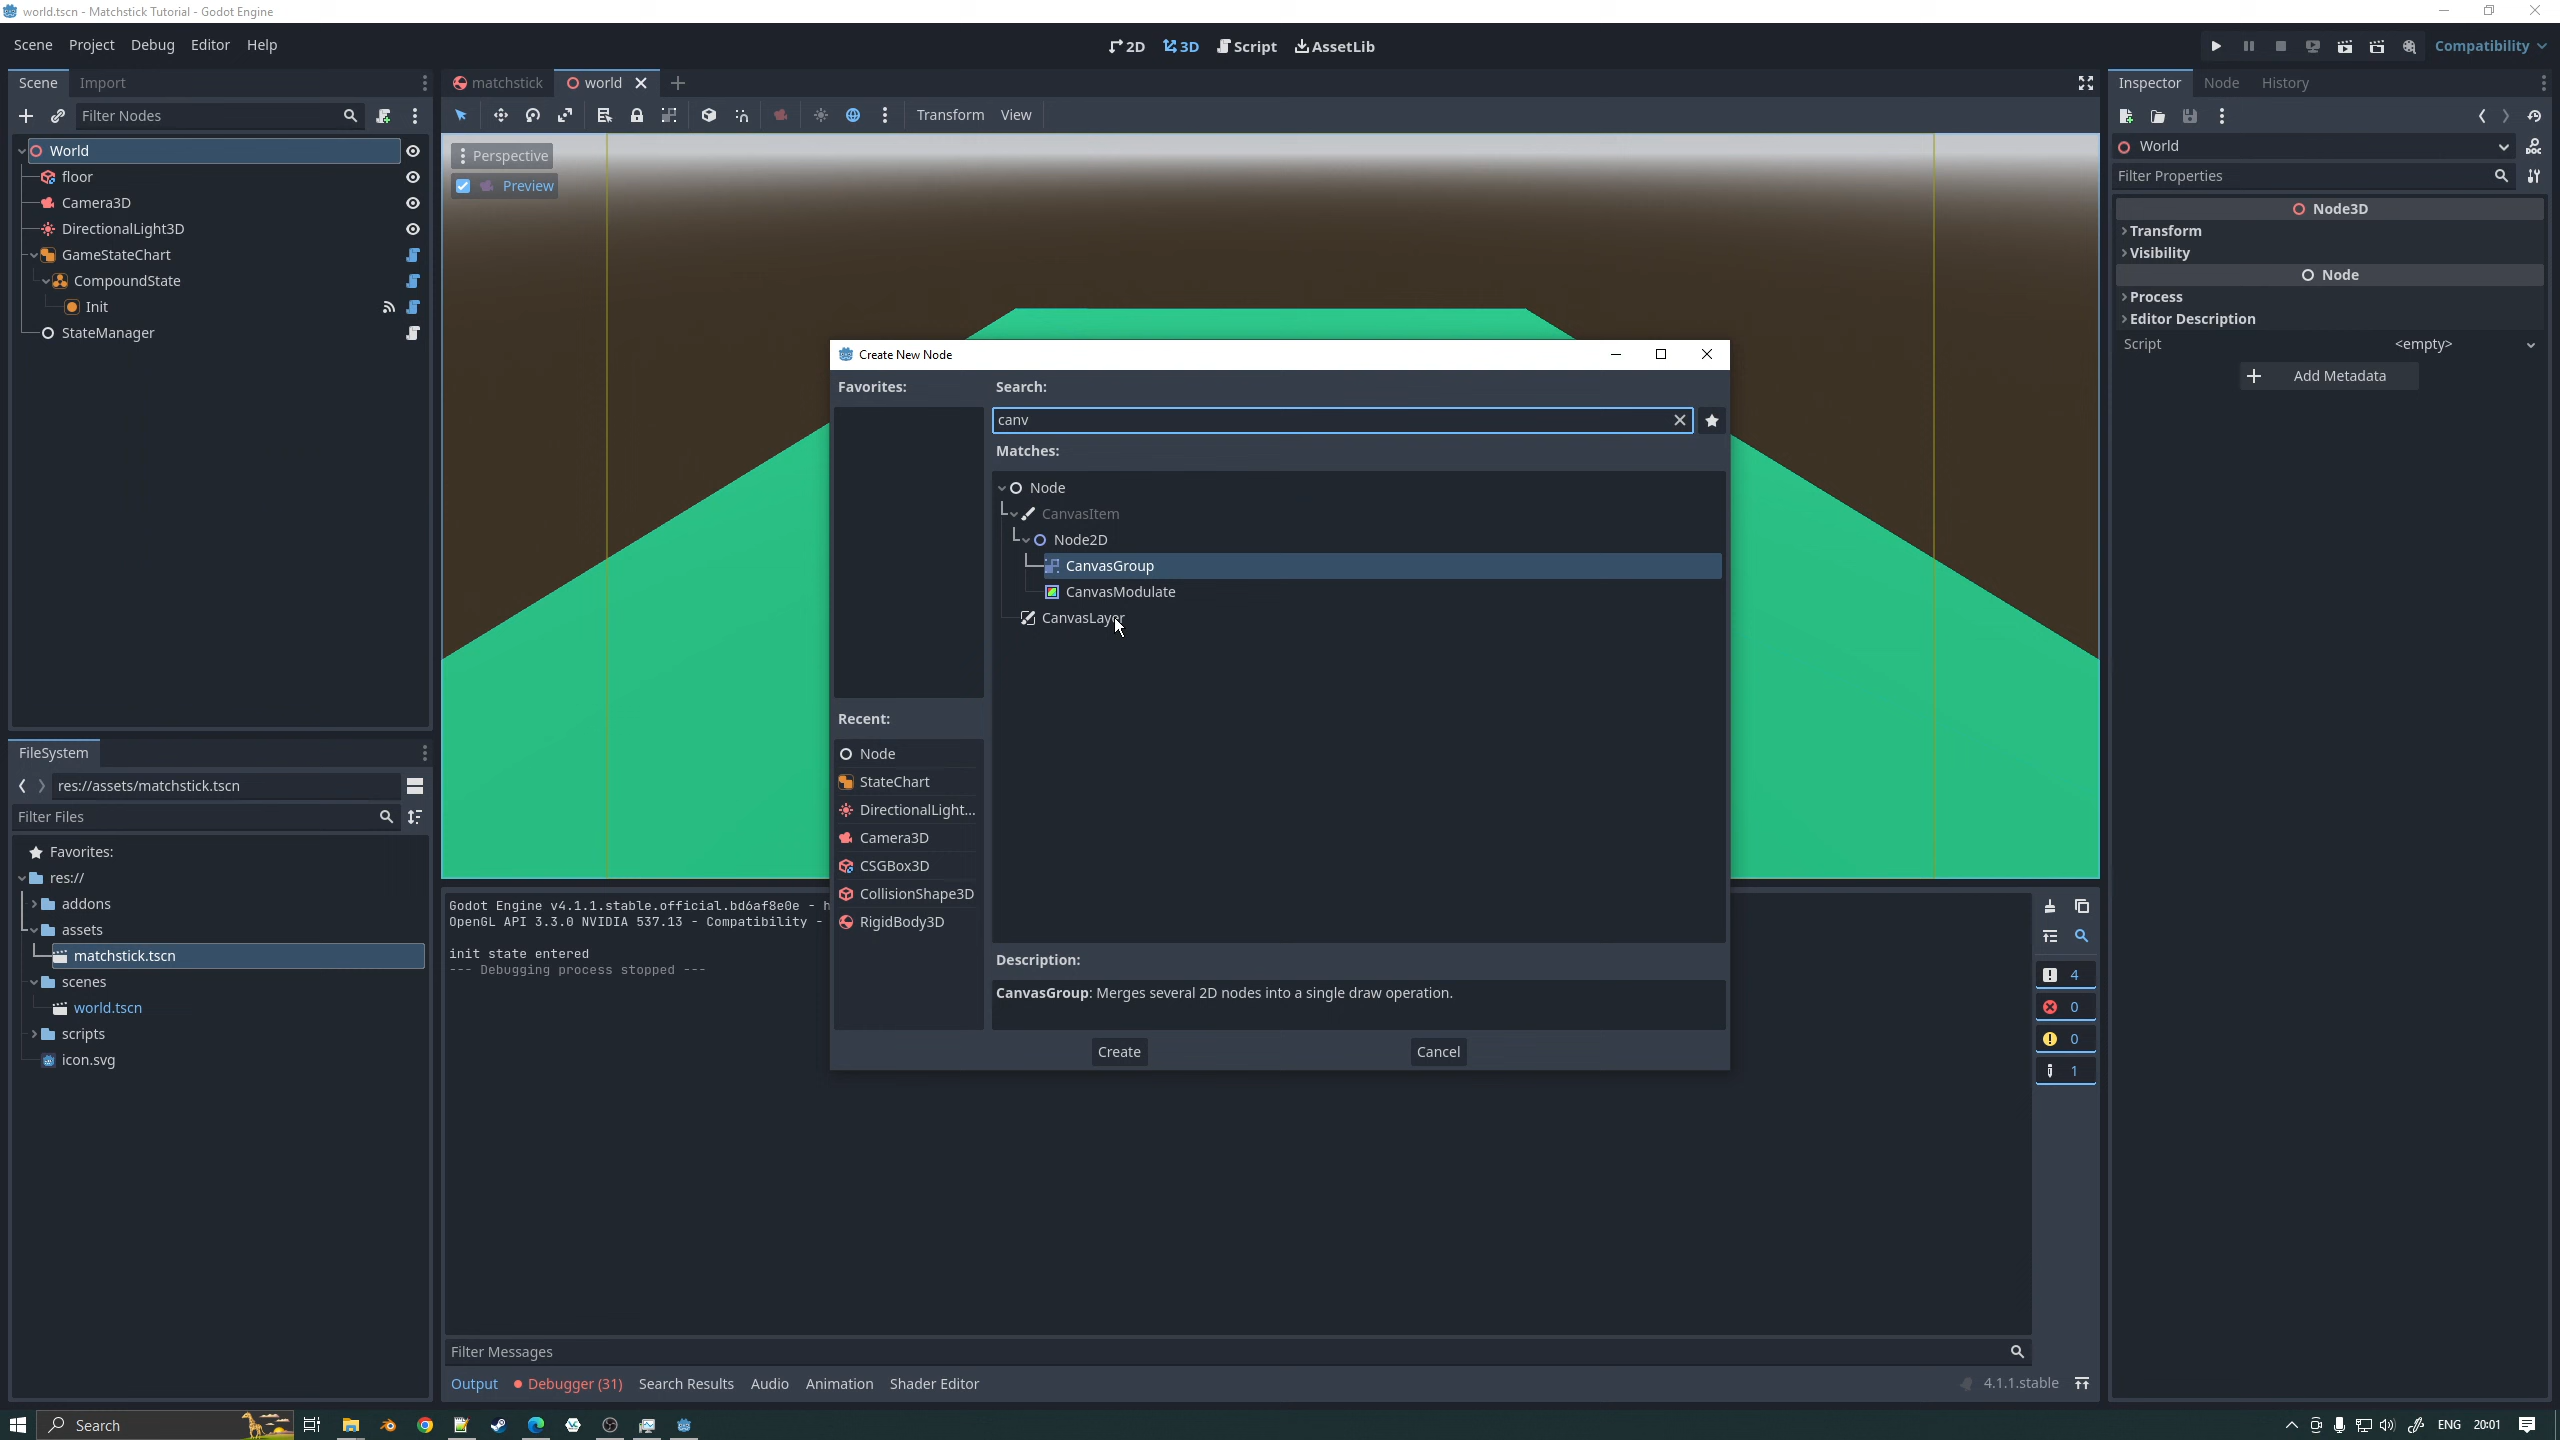 world.tscn - Matchstick Tutorial - Godot Engine
Scene Project Debug Editor Help
2D 3D Script AssetLib
Compatibility
Scene Import
Filter Nodes
World
floor
Camera3D
DirectionalLight3D
GameStateChart
CompoundState
Init
StateManager
FileSystem
res://assets/matchstick.tscn
Filter Files
Favorites:
res://
addons
assets
matchstick.tscn
scenes
world.tscn
scripts
icon.svg
matchstick world
Transform View
Perspective
Preview
Create New Node
Favorites:
Search:
canv
Matches:
Node
CanvasItem
Node2D
CanvasGroup
CanvasModulate
CanvasLayer
Recent:
Node
StateChart
DirectionalLight...
Camera3D
CSGBox3D
CollisionShape3D
RigidBody3D
Description:
CanvasGroup: Merges several 2D nodes into a single draw operation.
Create Cancel
Godot Engine v4.1.1.stable.official.bd6af8e0e - h
OpenGL API 3.3.0 NVIDIA 537.13 - Compatibility -
init state entered
--- Debugging process stopped ---
4
0
0
1
Filter Messages
Output Debugger (31) Search Results Audio Animation Shader Editor 4.1.1.stable
Inspector Node History
World
Filter Properties
Node3D
Transform
Visibility
Node
Process
Editor Description
Script <empty>
Add Metadata
Search
ENG 20:01